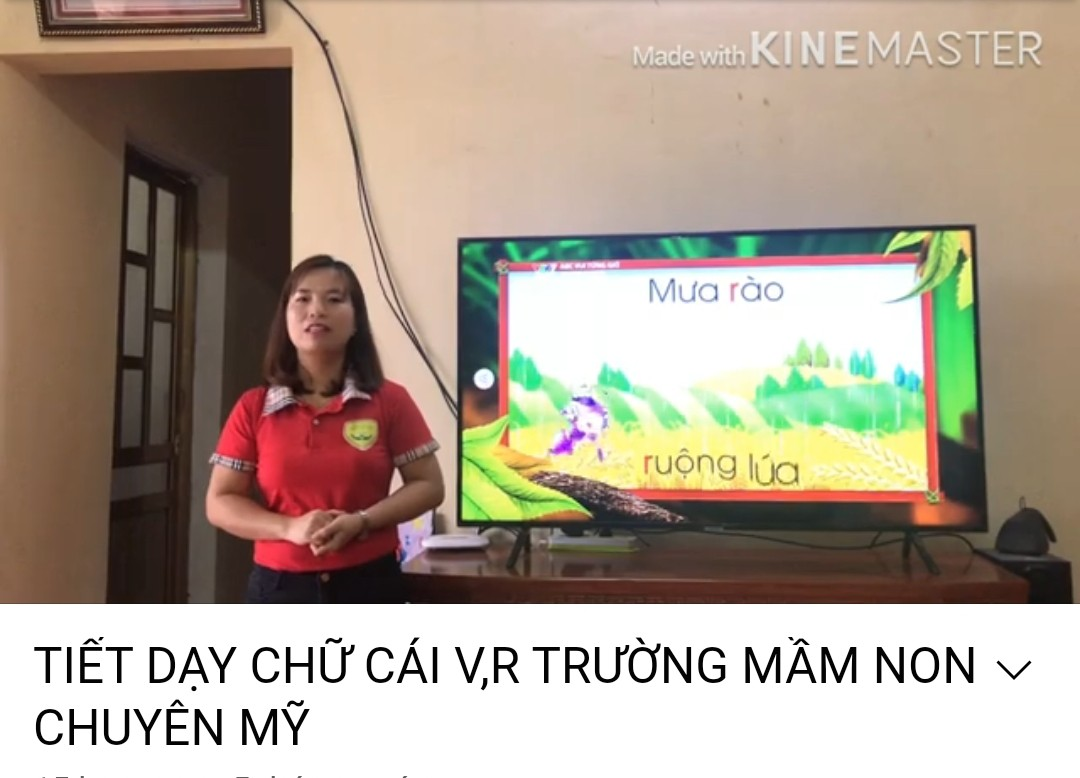 Made with KINEMASTER
Mưa rào
ruộng lúa
TIẾT DẠY CHỮ CÁI V,R TRƯỜNG MẦM NON
CHUYÊN MỸ